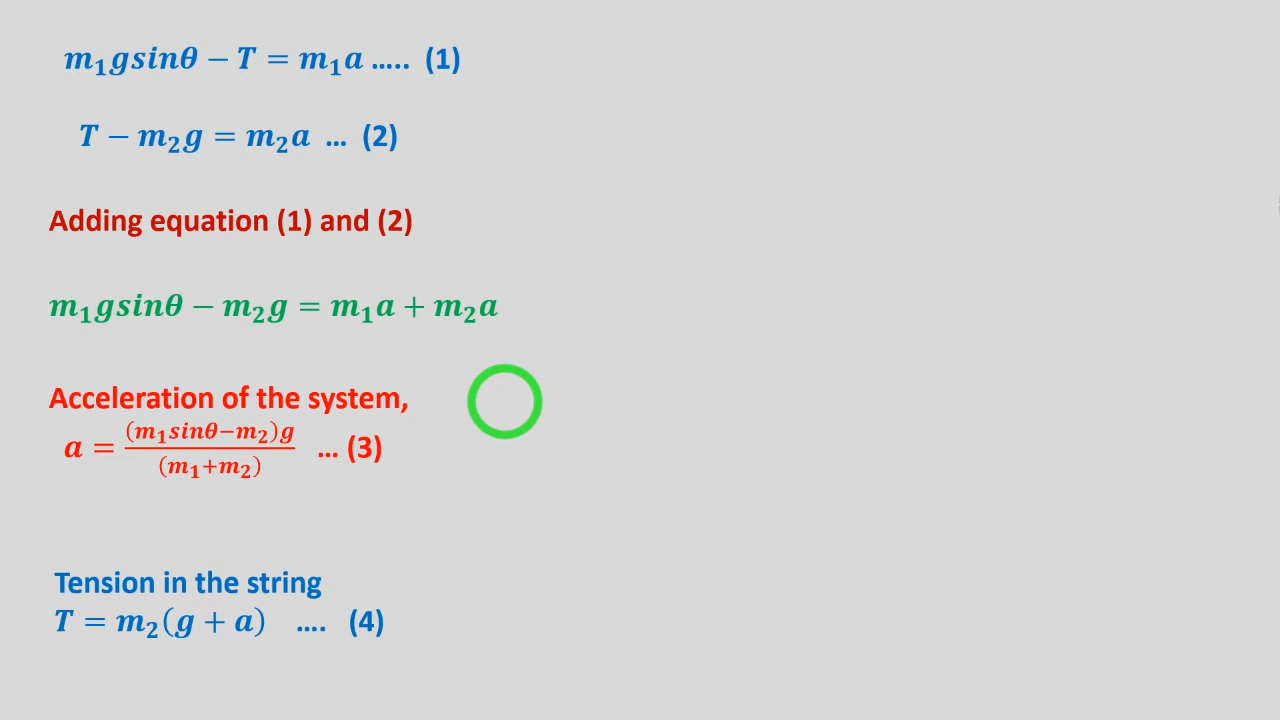 m₁gsinθ − T = m₁a ..... (1)
T − m₂g = m₂a ... (2)
Adding equation (1) and (2)
m₁gsinθ − m₂g = m₁a + m₂a
Acceleration of the system,
a = (m₁sinθ−m₂)g / (m₁+m₂) ... (3)
Tension in the string
T = m₂(g + a) .... (4)